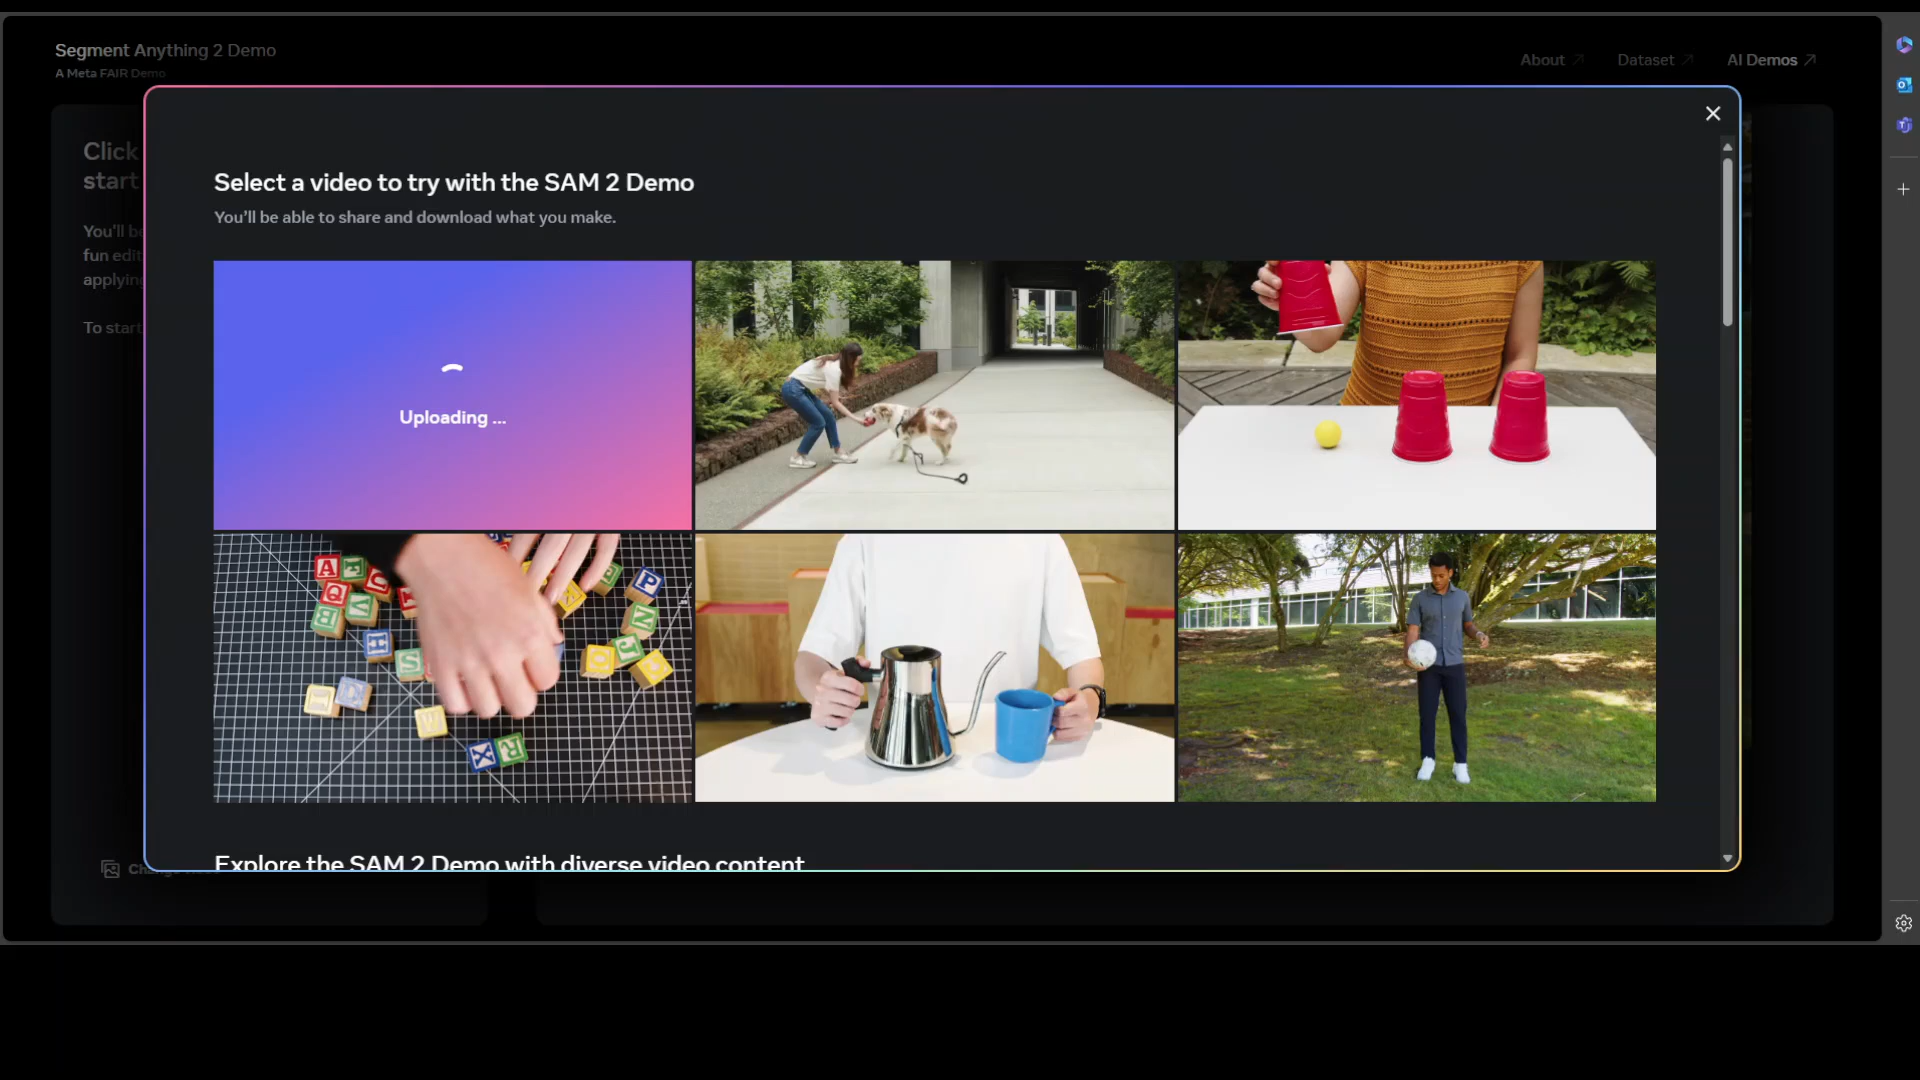 Segment Anything 2 Demo
A Meta FAIR Demo
About
Dataset
AI Demos
Click
start
You'll b
fun edit
applying
To start
Select a video to try with the SAM 2 Demo
You'll be able to share and download what you make.
Uploading ...
A F
Q
V
B
H
S
I
E
X R
P
N
J
Explore the SAM 2 Demo with diverse video content